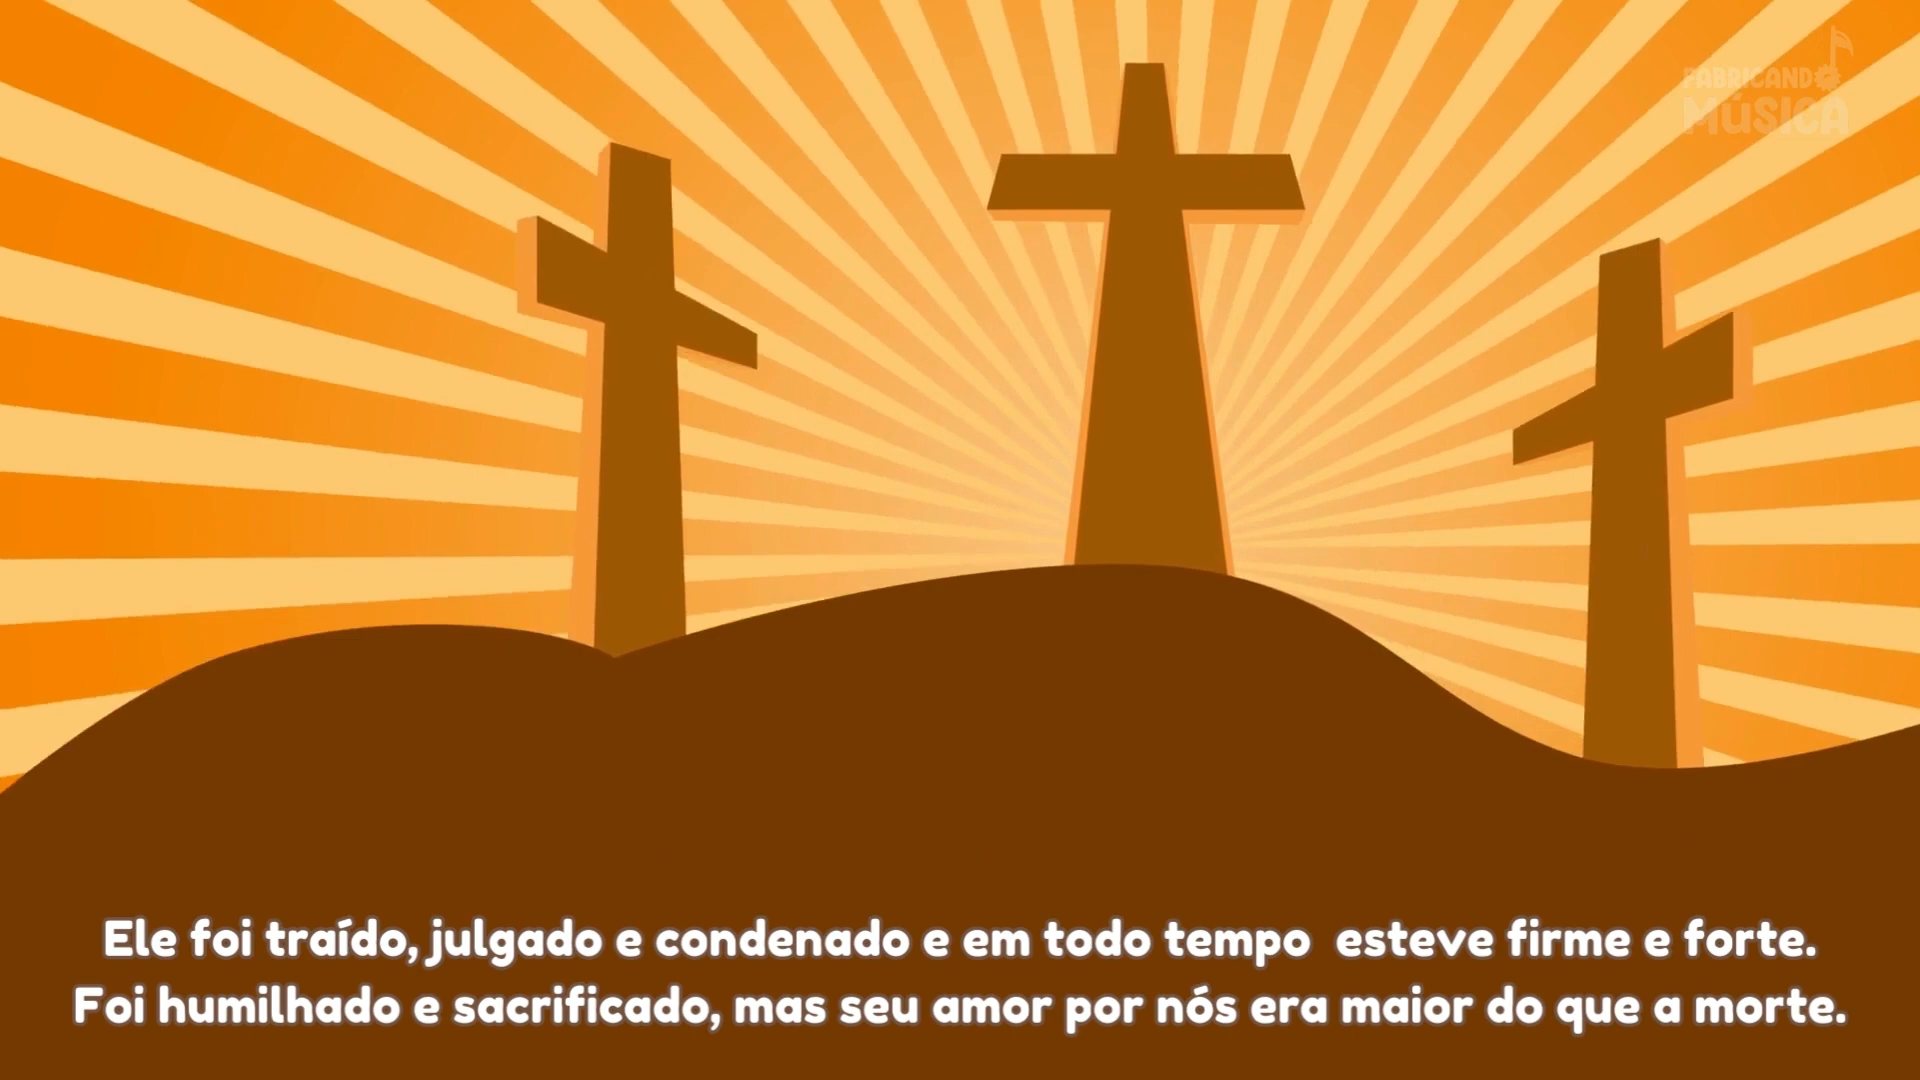 FABRICANDO
MÚSICA
Ele foi traído, julgado e condenado e em todo tempo  esteve firme e forte.
Foi humilhado e sacrificado, mas seu amor por nós era maior do que a morte.